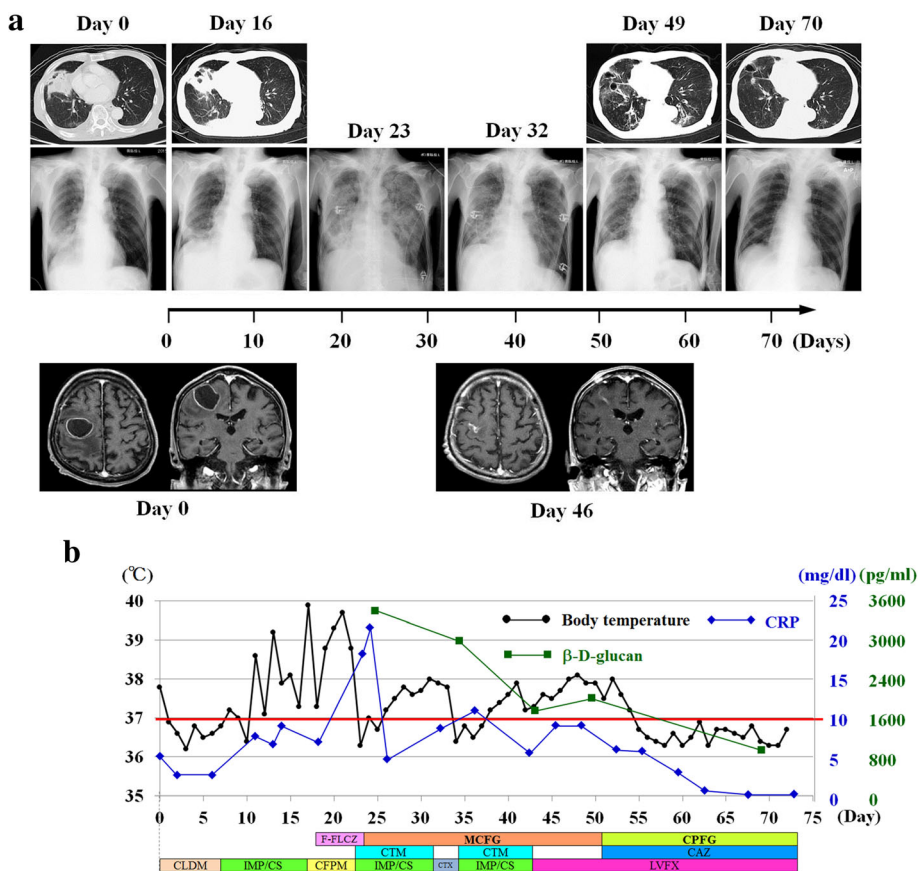 a
Day 0 Day 16 Day 49 Day 70
Day 23 Day 32
0 10 20 30 40 50 60 70 (Days)
Day 0 Day 46
b
(℃) (mg/dl) (pg/ml)
40 25 3600
39 20 3000
38 15 2400
37 10 1600
36 5 800
35 0 0
Body temperature CRP
β-D-glucan
0 5 10 15 20 25 30 35 40 45 50 55 60 65 70 75 (Day)
F-FLCZ MCFG CPFG
CTM CTM CAZ
CLDM IMP/CS CFPM IMP/CS CTX IMP/CS LVFX